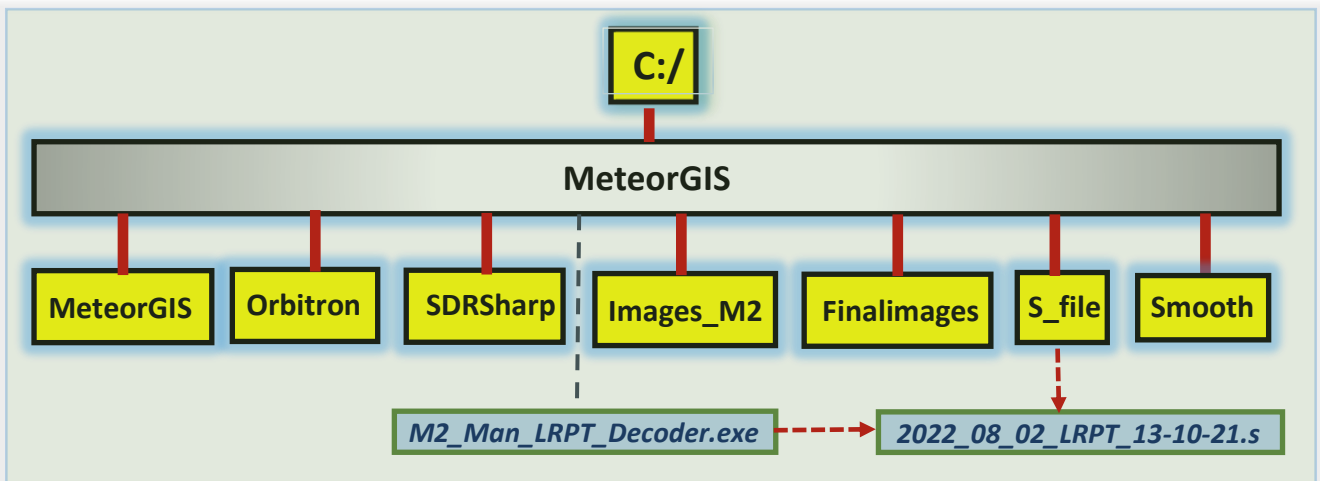 C:/
MeteorGIS
MeteorGIS
Orbitron
SDRSharp
Images_M2
Finalimages
S_file
Smooth
M2_Man_LRPT_Decoder.exe
2022_08_02_LRPT_13-10-21.s